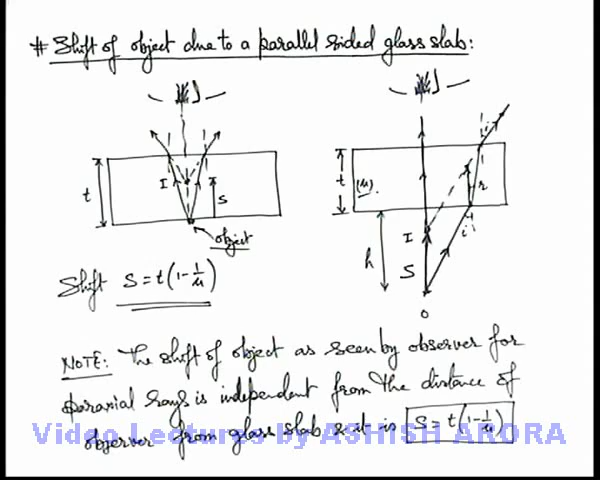 # Shift of object due to a parallel sided glass slab:
t
I
S
object
t
(μ).
r
i
i
h
I
S
O
Shift S = t(1-1/μ)
NOTE: The shift of object as seen by observer for
paraxial rays is independent from the distance of
observer from glass slab & it is S = t(1-1/μ)
Video Lectures by ASHISH ARORA